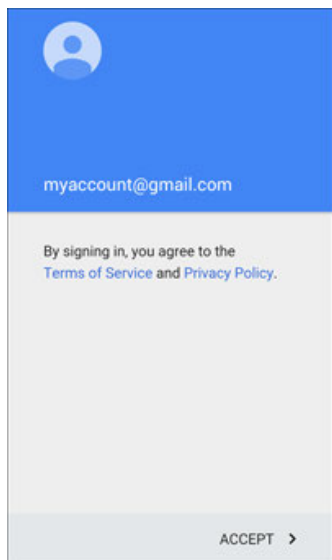 myaccount@gmail.com
By signing in, you agree to the
Terms of Service and Privacy Policy.
ACCEPT